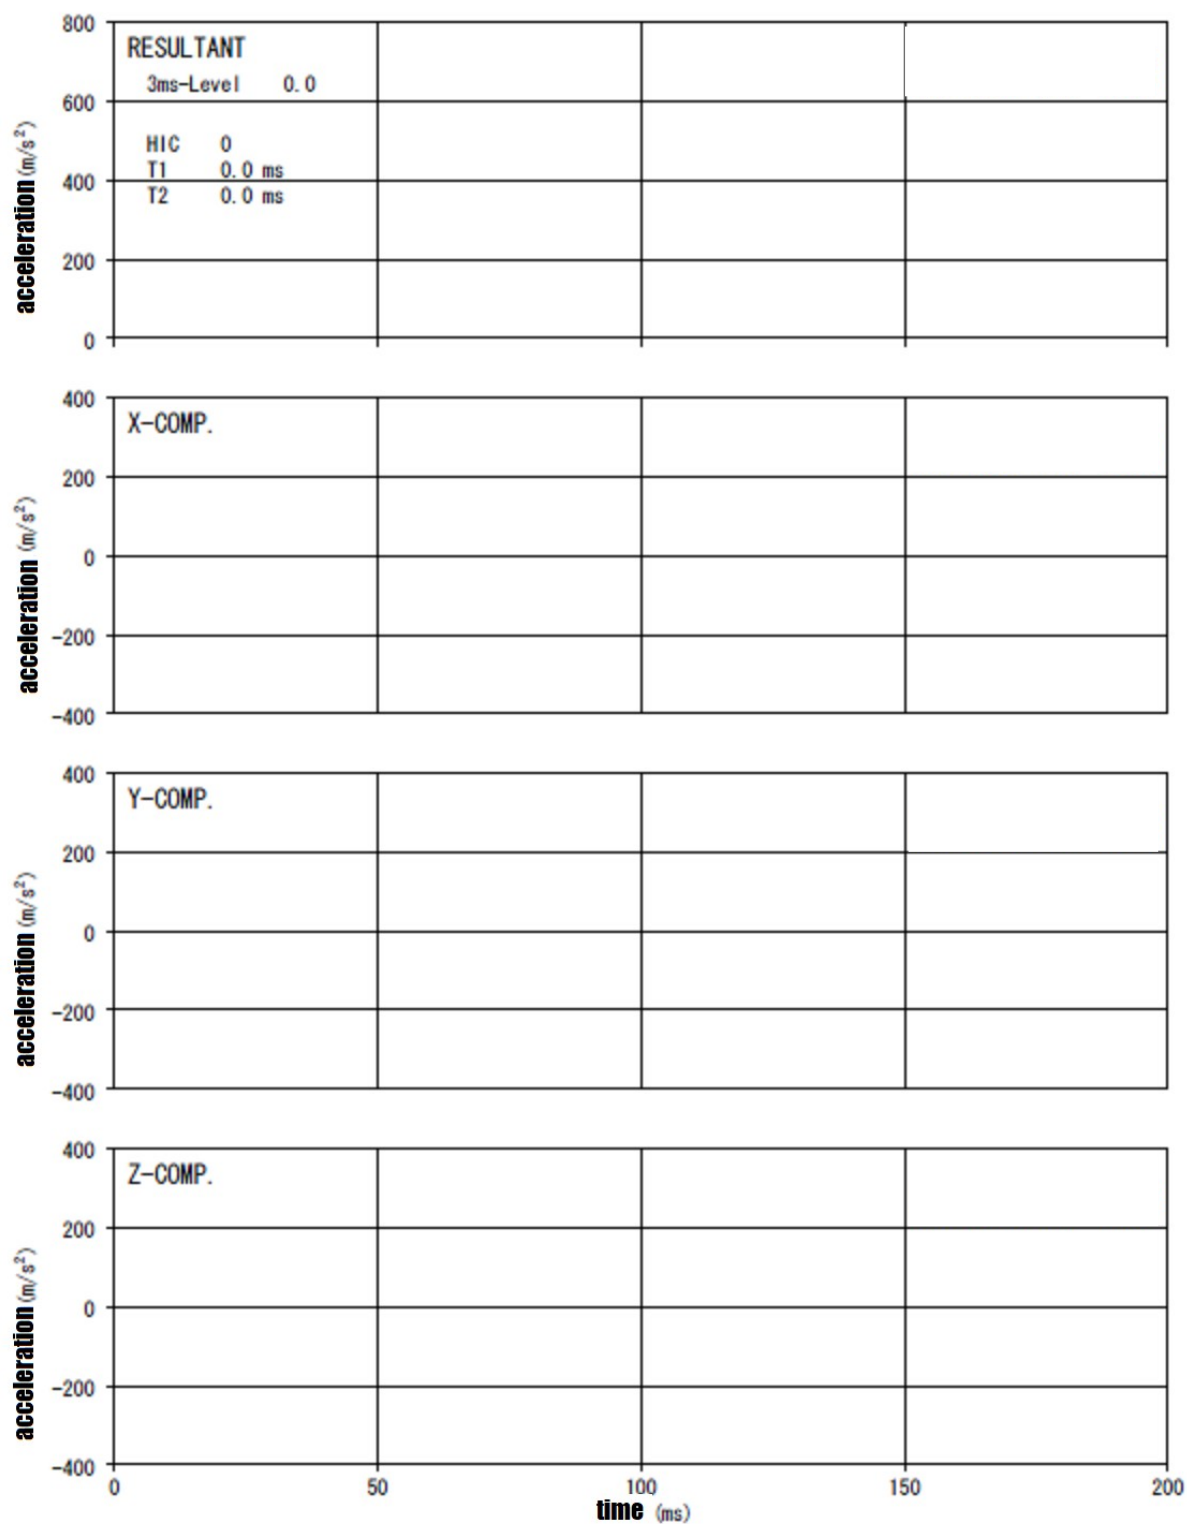 800
RESULTANT
3ms-Level 0.0
600
HIC 0
T1 0.0 ms
400
T2 0.0 ms
200
0
acceleration (m/s²)
400
X-COMP.
200
0
-200
-400
acceleration (m/s²)
400
Y-COMP.
200
0
-200
-400
acceleration (m/s²)
400
Z-COMP.
200
0
-200
-400
acceleration (m/s²)
0 50 100 150 200
time (ms)